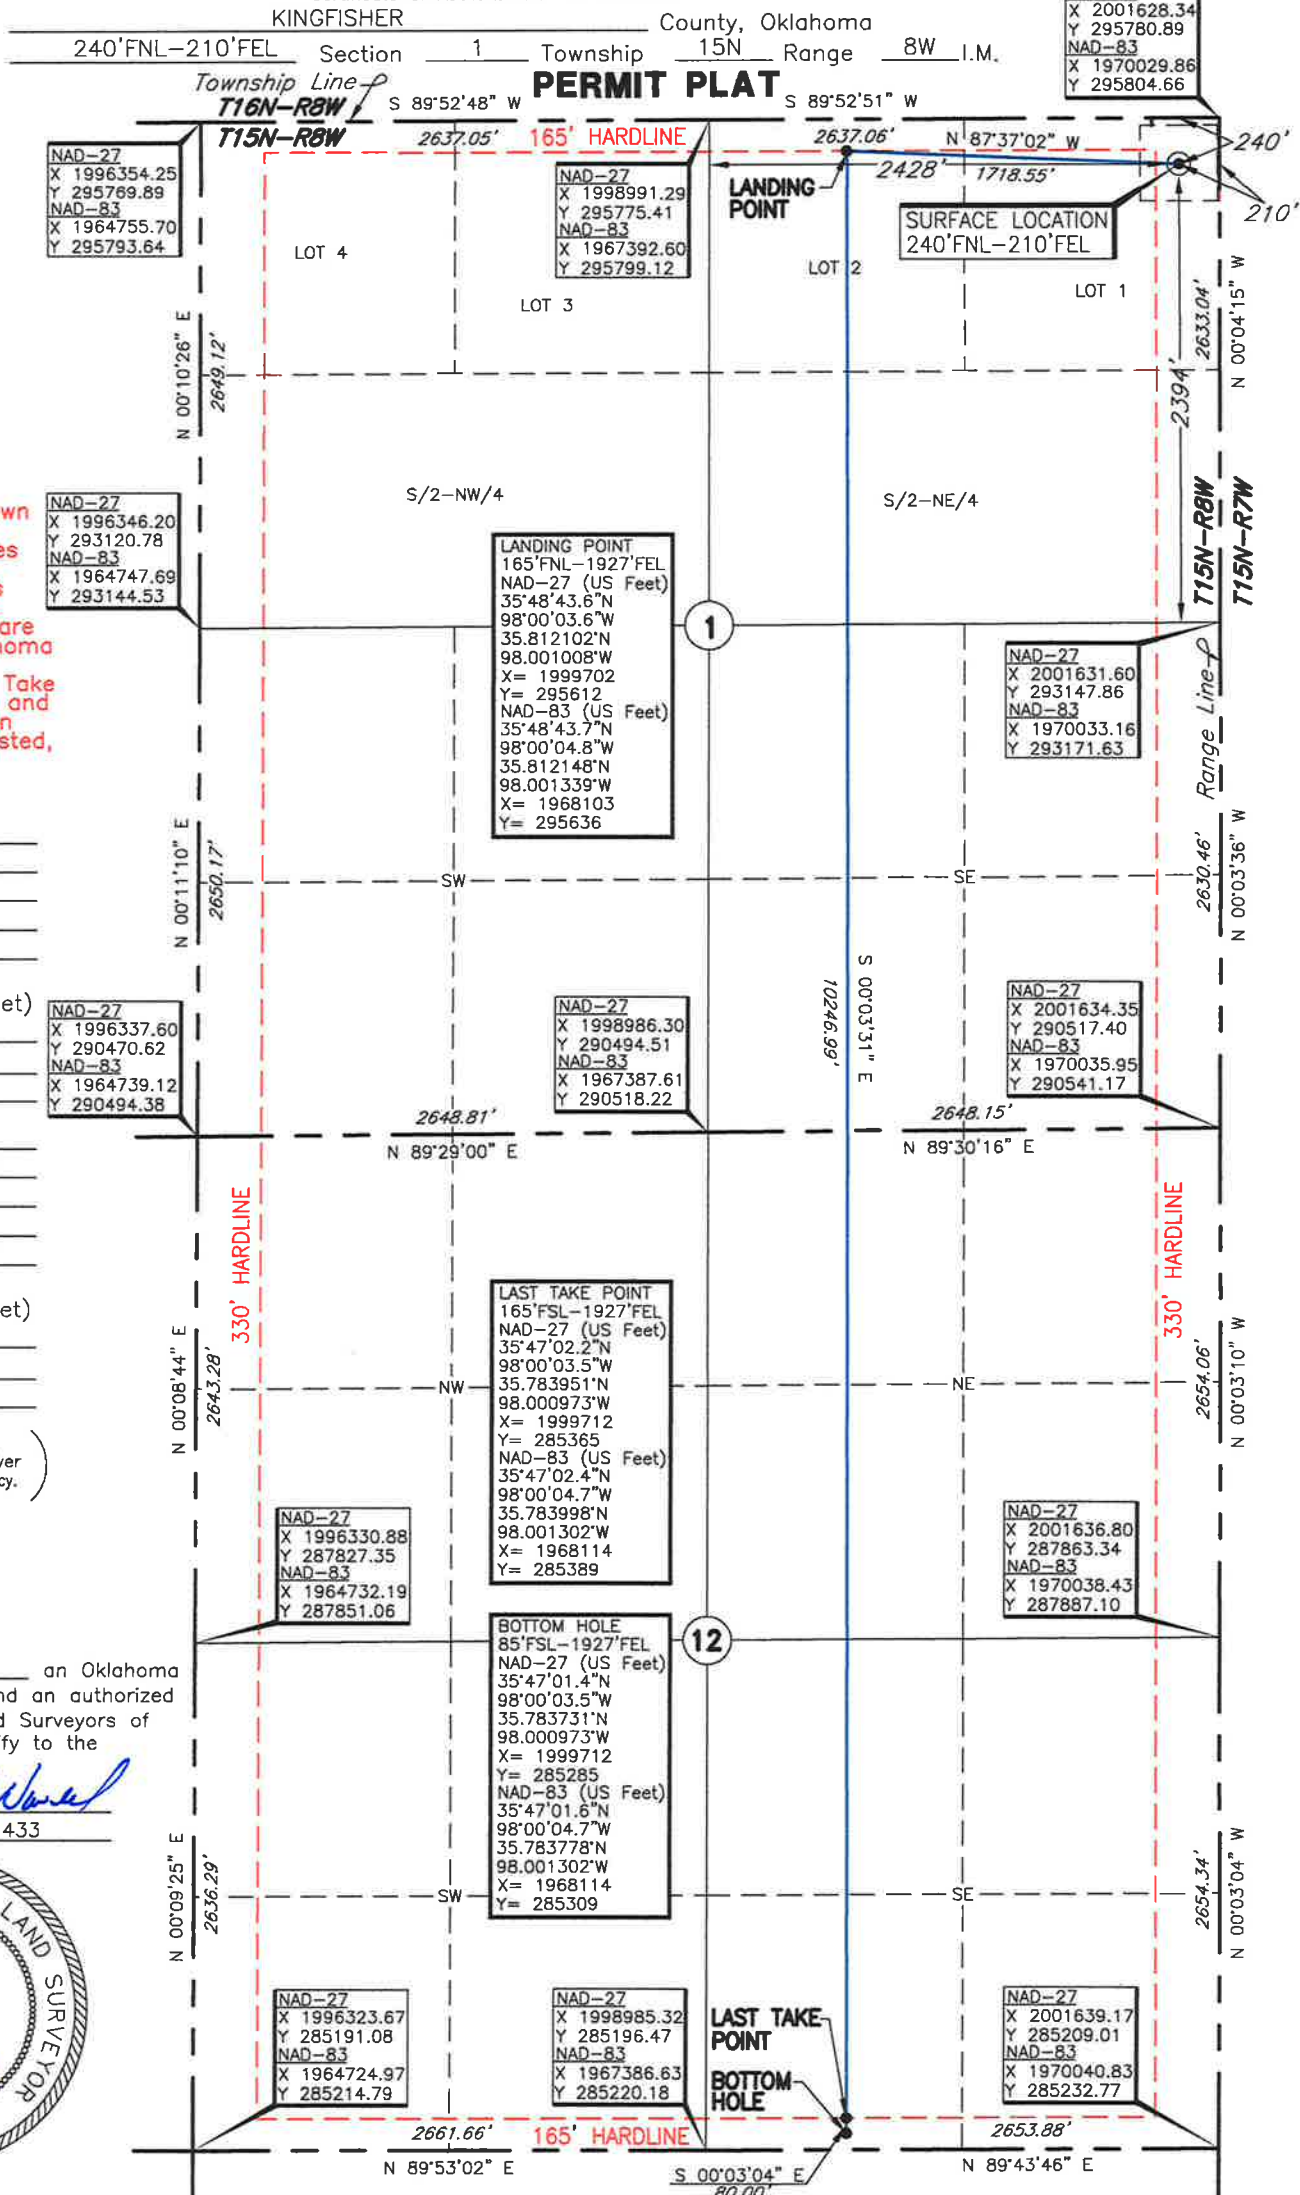 KINGFISHER County, Oklahoma
240'FNL-210'FEL Section 1 Township 15N Range 8W I.M.
X 2001628.34
Y 295780.89
NAD-83
X 1970029.86
Y 295804.66
PERMIT PLAT
Township Line
T16N-R8W
T15N-R8W
S 89°52'48" W
S 89°52'51" W
2637.05'
165' HARDLINE
2637.06'
N 87°37'02" W
240'
210'
2428'
1718.55'
NAD-27
X 1996354.25
Y 295769.89
NAD-83
X 1964755.70
Y 295793.64
NAD-27
X 1998991.29
Y 295775.41
NAD-83
X 1967392.60
Y 295799.12
LANDING
POINT
SURFACE LOCATION
240'FNL-210'FEL
LOT 4
LOT 3
LOT 2
LOT 1
N 00°10'26" E
2649.12'
2633.04'
N 00°04'15" W
2394'
S/2-NW/4
S/2-NE/4
T15N-R8W
T15N-R7W
own
es
s
are
homa
Take
and
n
sted,
NAD-27
X 1996346.20
Y 293120.78
NAD-83
X 1964747.69
Y 293144.53
LANDING POINT
165'FNL-1927'FEL
NAD-27 (US Feet)
35°48'43.6"N
98°00'03.6"W
35.812102°N
98.001008°W
X= 1999702
Y= 295612
NAD-83 (US Feet)
35°48'43.7"N
98°00'04.8"W
35.812148°N
98.001339°W
X= 1968103
Y= 295636
1
NAD-27
X 2001631.60
Y 293147.86
NAD-83
X 1970033.16
Y 293171.63
Range Line
N 00°11'10" E
2650.17'
SW
SE
2630.46'
N 00°03'36" W
S 00°03'31" E
10246.99'
et)
NAD-27
X 1996337.60
Y 290470.62
NAD-83
X 1964739.12
Y 290494.38
NAD-27
X 1998986.30
Y 290494.51
NAD-83
X 1967387.61
Y 290518.22
NAD-27
X 2001634.35
Y 290517.40
NAD-83
X 1970035.95
Y 290541.17
2648.81'
N 89°29'00" E
2648.15'
N 89°30'16" E
330' HARDLINE
330' HARDLINE
et)
N 00°08'44" E
2643.28'
NW
NE
2654.06'
N 00°03'10" W
LAST TAKE POINT
165'FSL-1927'FEL
NAD-27 (US Feet)
35°47'02.2"N
98°00'03.5"W
35.783951°N
98.000973°W
X= 1999712
Y= 285365
NAD-83 (US Feet)
35°47'02.4"N
98°00'04.7"W
35.783998°N
98.001302°W
X= 1968114
Y= 285389
ver
cy.
NAD-27
X 1996330.88
Y 287827.35
NAD-83
X 1964732.19
Y 287851.06
NAD-27
X 2001636.80
Y 287863.34
NAD-83
X 1970038.43
Y 287887.10
BOTTOM HOLE
85'FSL-1927'FEL
NAD-27 (US Feet)
35°47'01.4"N
98°00'03.5"W
35.783731°N
98.000973°W
X= 1999712
Y= 285285
NAD-83 (US Feet)
35°47'01.6"N
98°00'04.7"W
35.783778°N
98.001302°W
X= 1968114
Y= 285309
12
an Oklahoma
nd an authorized
d Surveyors of
fy to the
433
LAND SURVEYOR
N 00°09'25" E
2636.29'
SW
SE
2654.34'
N 00°03'04" W
NAD-27
X 1996323.67
Y 285191.08
NAD-83
X 1964724.97
Y 285214.79
NAD-27
X 1998985.32
Y 285196.47
NAD-83
X 1967386.63
Y 285220.18
LAST TAKE
POINT
BOTTOM
HOLE
NAD-27
X 2001639.17
Y 285209.01
NAD-83
X 1970040.83
Y 285232.77
2661.66'
165' HARDLINE
2653.88'
N 89°53'02" E
S 00°03'04" E
80.00'
N 89°43'46" E